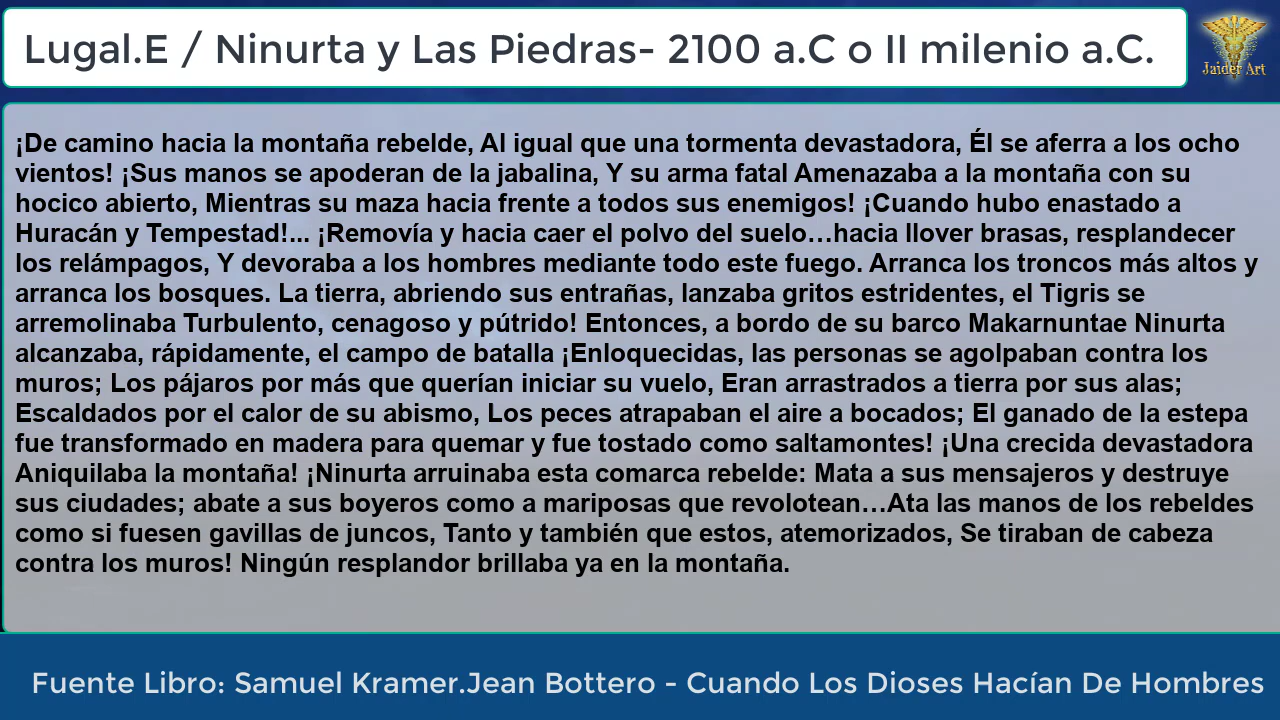 Lugal.E / Ninurta y Las Piedras- 2100 a.C o II milenio a.C.
Jaider Art
¡De camino hacia la montaña rebelde, Al igual que una tormenta devastadora, Él se aferra a los ocho
vientos! ¡Sus manos se apoderan de la jabalina, Y su arma fatal Amenazaba a la montaña con su
hocico abierto, Mientras su maza hacia frente a todos sus enemigos! ¡Cuando hubo enastado a
Huracán y Tempestad!... ¡Removía y hacia caer el polvo del suelo…hacia llover brasas, resplandecer
los relámpagos, Y devoraba a los hombres mediante todo este fuego. Arranca los troncos más altos y
arranca los bosques. La tierra, abriendo sus entrañas, lanzaba gritos estridentes, el Tigris se
arremolinaba Turbulento, cenagoso y pútrido! Entonces, a bordo de su barco Makarnuntae Ninurta
alcanzaba, rápidamente, el campo de batalla ¡Enloquecidas, las personas se agolpaban contra los
muros; Los pájaros por más que querían iniciar su vuelo, Eran arrastrados a tierra por sus alas;
Escaldados por el calor de su abismo, Los peces atrapaban el aire a bocados; El ganado de la estepa
fue transformado en madera para quemar y fue tostado como saltamontes! ¡Una crecida devastadora
Aniquilaba la montaña! ¡Ninurta arruinaba esta comarca rebelde: Mata a sus mensajeros y destruye
sus ciudades; abate a sus boyeros como a mariposas que revolotean…Ata las manos de los rebeldes
como si fuesen gavillas de juncos, Tanto y también que estos, atemorizados, Se tiraban de cabeza
contra los muros! Ningún resplandor brillaba ya en la montaña.
Fuente Libro: Samuel Kramer.Jean Bottero - Cuando Los Dioses Hacían De Hombres